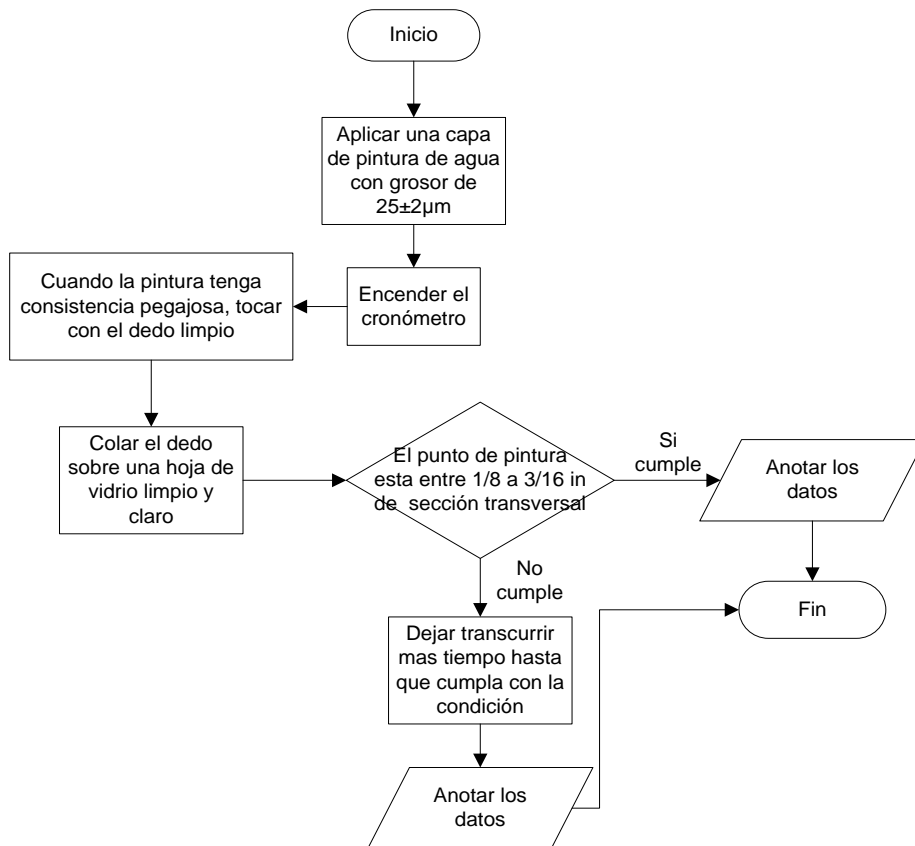 Inicio
Aplicar una capa
de pintura de agua
con grosor de
25±2µm
Encender el
cronómetro
Cuando la pintura tenga
consistencia pegajosa, tocar
con el dedo limpio
Colar el dedo
sobre una hoja de
vidrio limpio y
claro
El punto de pintura
esta entre 1/8 a 3/16 in
de sección transversal
Si
cumple
Anotar los
datos
Fin
No
cumple
Dejar transcurrir
mas tiempo hasta
que cumpla con la
condición
Anotar los
datos